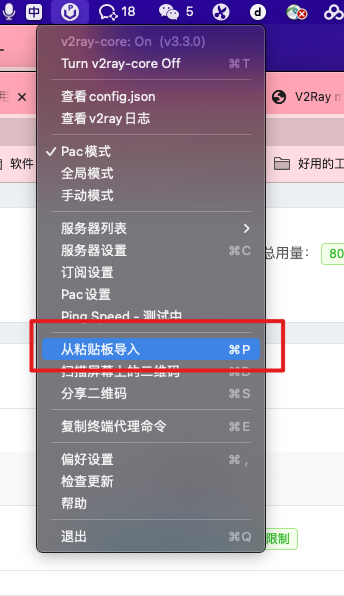 中 18 5 d
v2ray-core: On (v3.3.0)
Turn v2ray-core Off ⌘T
用 V2Ray m
查看 config.json
查看 v2ray 日志
✓ Pac 模式
软件 好用的工
全局模式
手动模式
服务器列表
服务器设置 ⌘C
总用量： 80
订阅设置
Pac 设置
Ping Speed - 测试中
从粘贴板导入 ⌘P
扫描屏幕上的二维码 ⌘D
分享二维码 ⌘S
复制终端代理命令 ⌘E
偏好设置 ⌘,
检查更新
帮助
退出 ⌘Q
限制